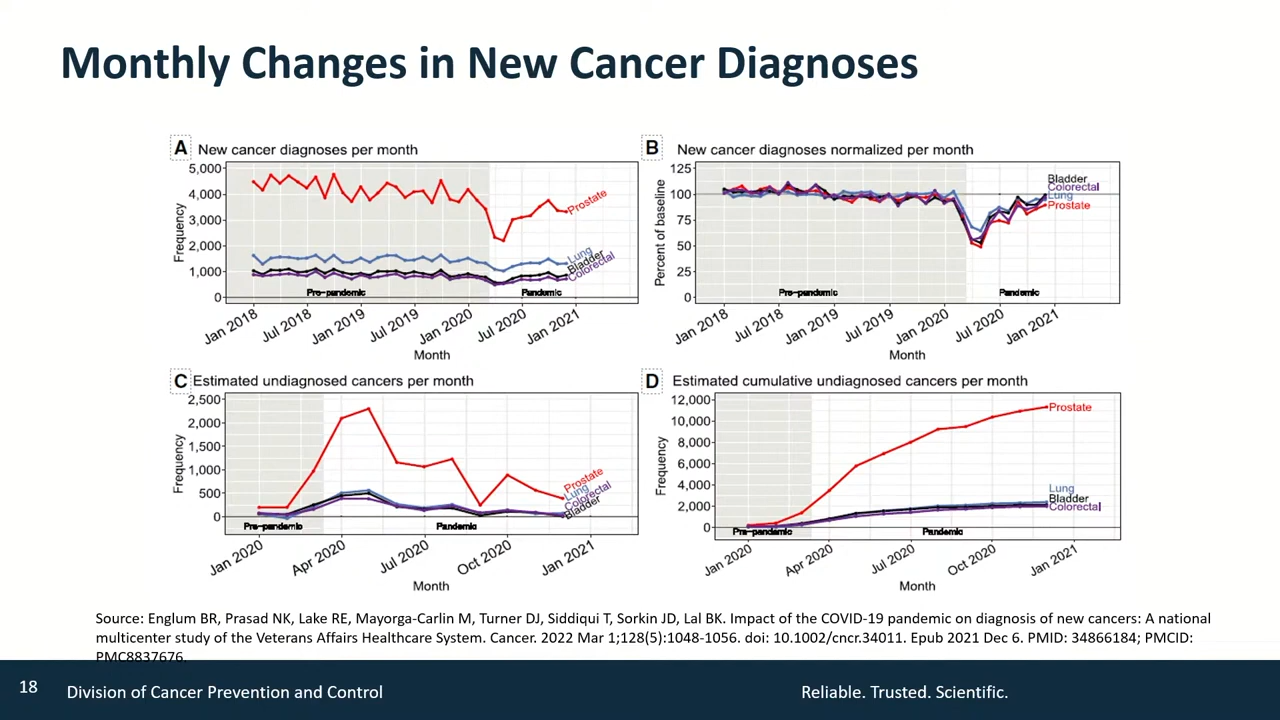 Monthly Changes in New Cancer Diagnoses
A New cancer diagnoses per month
5,000
4,000
3,000
2,000
1,000
0
Frequency
Prostate
Lung
Bladder
Colorectal
Pre-pandemic
Pandemic
Jan 2018
Jul 2018
Jan 2019
Jul 2019
Jan 2020
Jul 2020
Jan 2021
Month
B New cancer diagnoses normalized per month
125
100
75
50
25
0
Percent of baseline
Bladder
Colorectal
Lung
Prostate
Pre-pandemic
Pandemic
Jan 2018
Jul 2018
Jan 2019
Jul 2019
Jan 2020
Jul 2020
Jan 2021
Month
C Estimated undiagnosed cancers per month
2,500
2,000
1,500
1,000
500
0
Frequency
Prostate
Lung
Colorectal
Bladder
Pre-pandemic
Pandemic
Jan 2020
Apr 2020
Jul 2020
Oct 2020
Jan 2021
Month
D Estimated cumulative undiagnosed cancers per month
12,000
10,000
8,000
6,000
4,000
2,000
0
Frequency
Prostate
Lung
Bladder
Colorectal
Pre-pandemic
Pandemic
Jan 2020
Apr 2020
Jul 2020
Oct 2020
Jan 2021
Month
Source: Englum BR, Prasad NK, Lake RE, Mayorga-Carlin M, Turner DJ, Siddiqui T, Sorkin JD, Lal BK. Impact of the COVID-19 pandemic on diagnosis of new cancers: A national
multicenter study of the Veterans Affairs Healthcare System. Cancer. 2022 Mar 1;128(5):1048-1056. doi: 10.1002/cncr.34011. Epub 2021 Dec 6. PMID: 34866184; PMCID:
PMC8837676.
18
Division of Cancer Prevention and Control
Reliable. Trusted. Scientific.